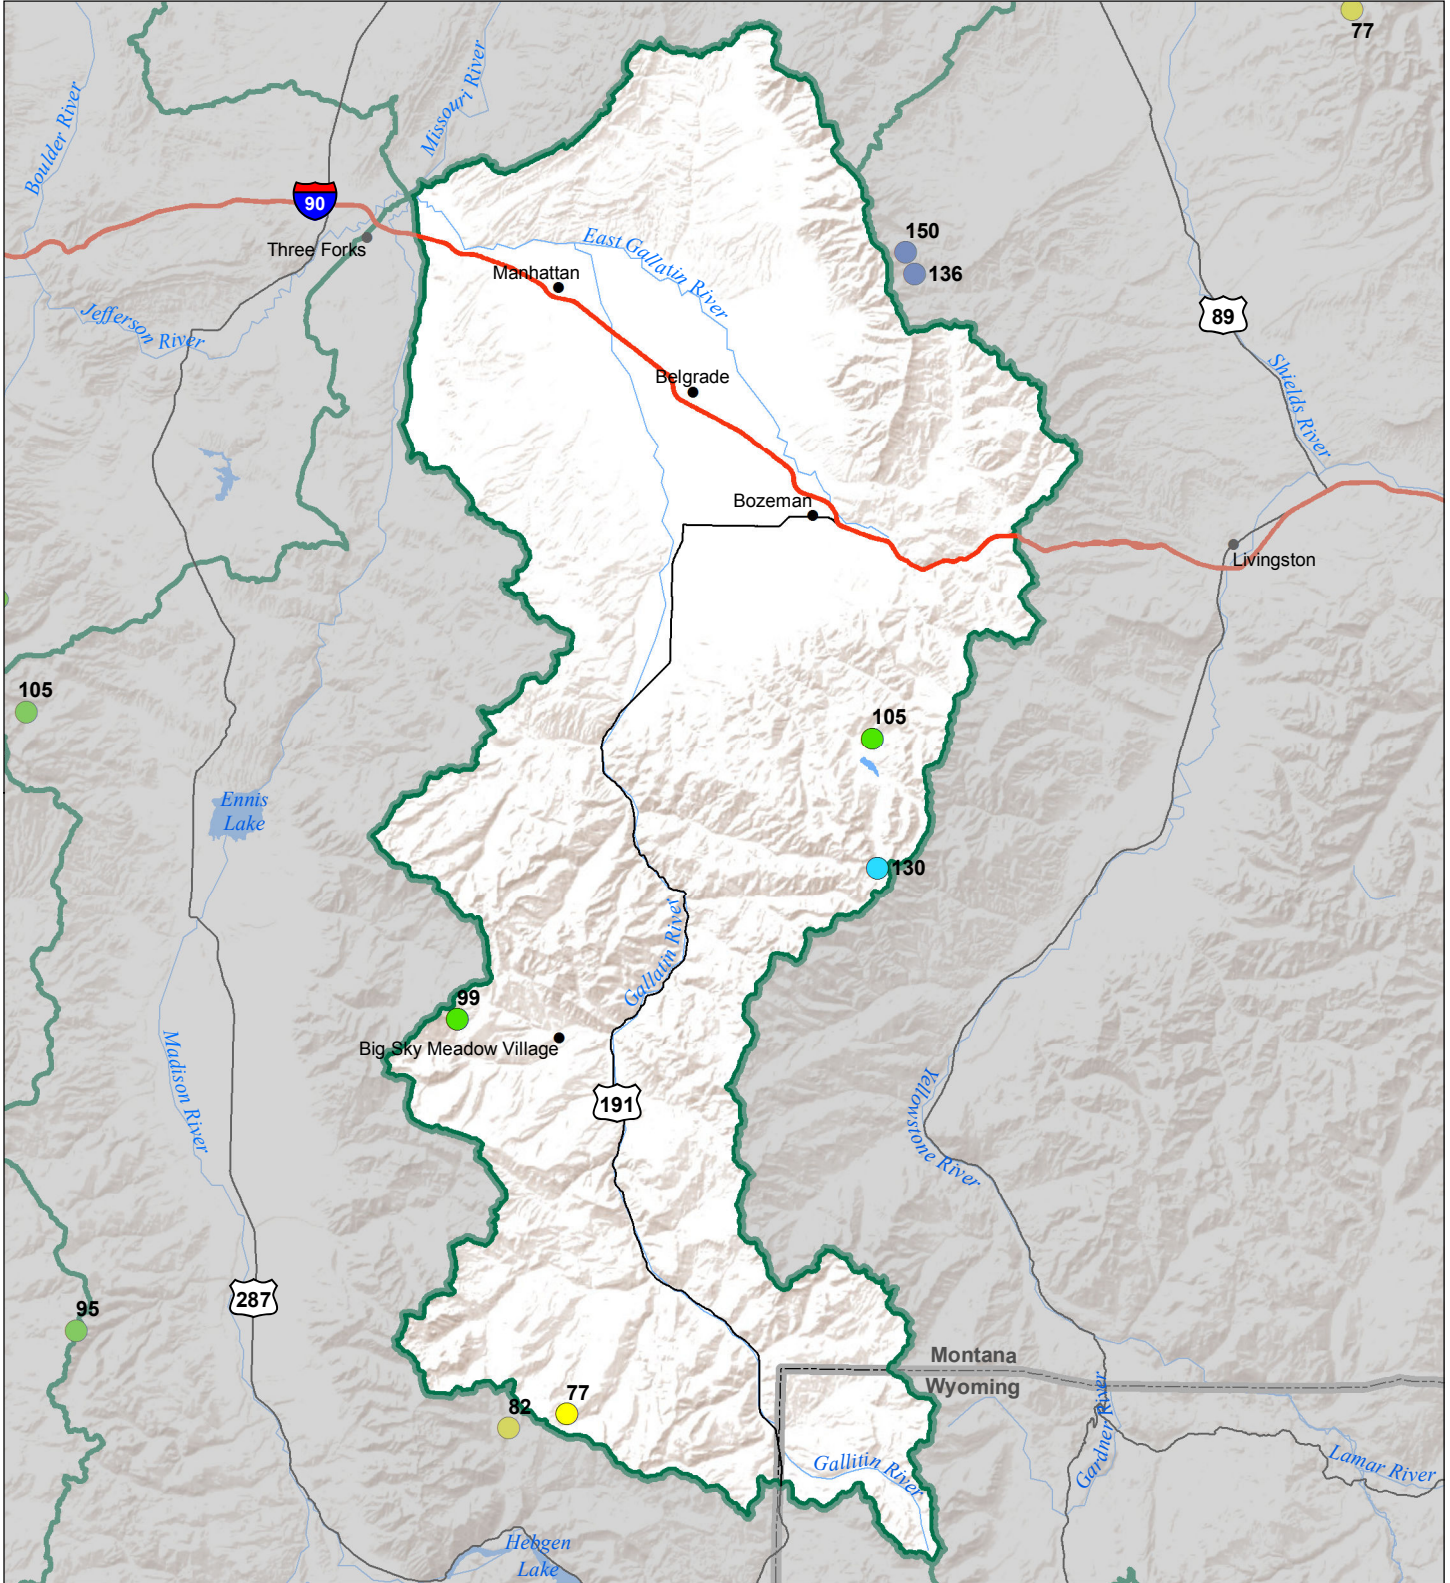 77
Boulder River
Missouri River
90
Three Forks
Manhattan
East Gallatin River
150
136
89
Jefferson River
Belgrade
Shields River
Bozeman
Livingston
105
105
Ennis
Lake
130
Gallatin River
99
Big Sky Meadow Village
Madison River
191
Yellowstone River
287
95
Montana
Wyoming
77
82
Gallitin River
Gardner River
Lamar River
Hebgen
Lake